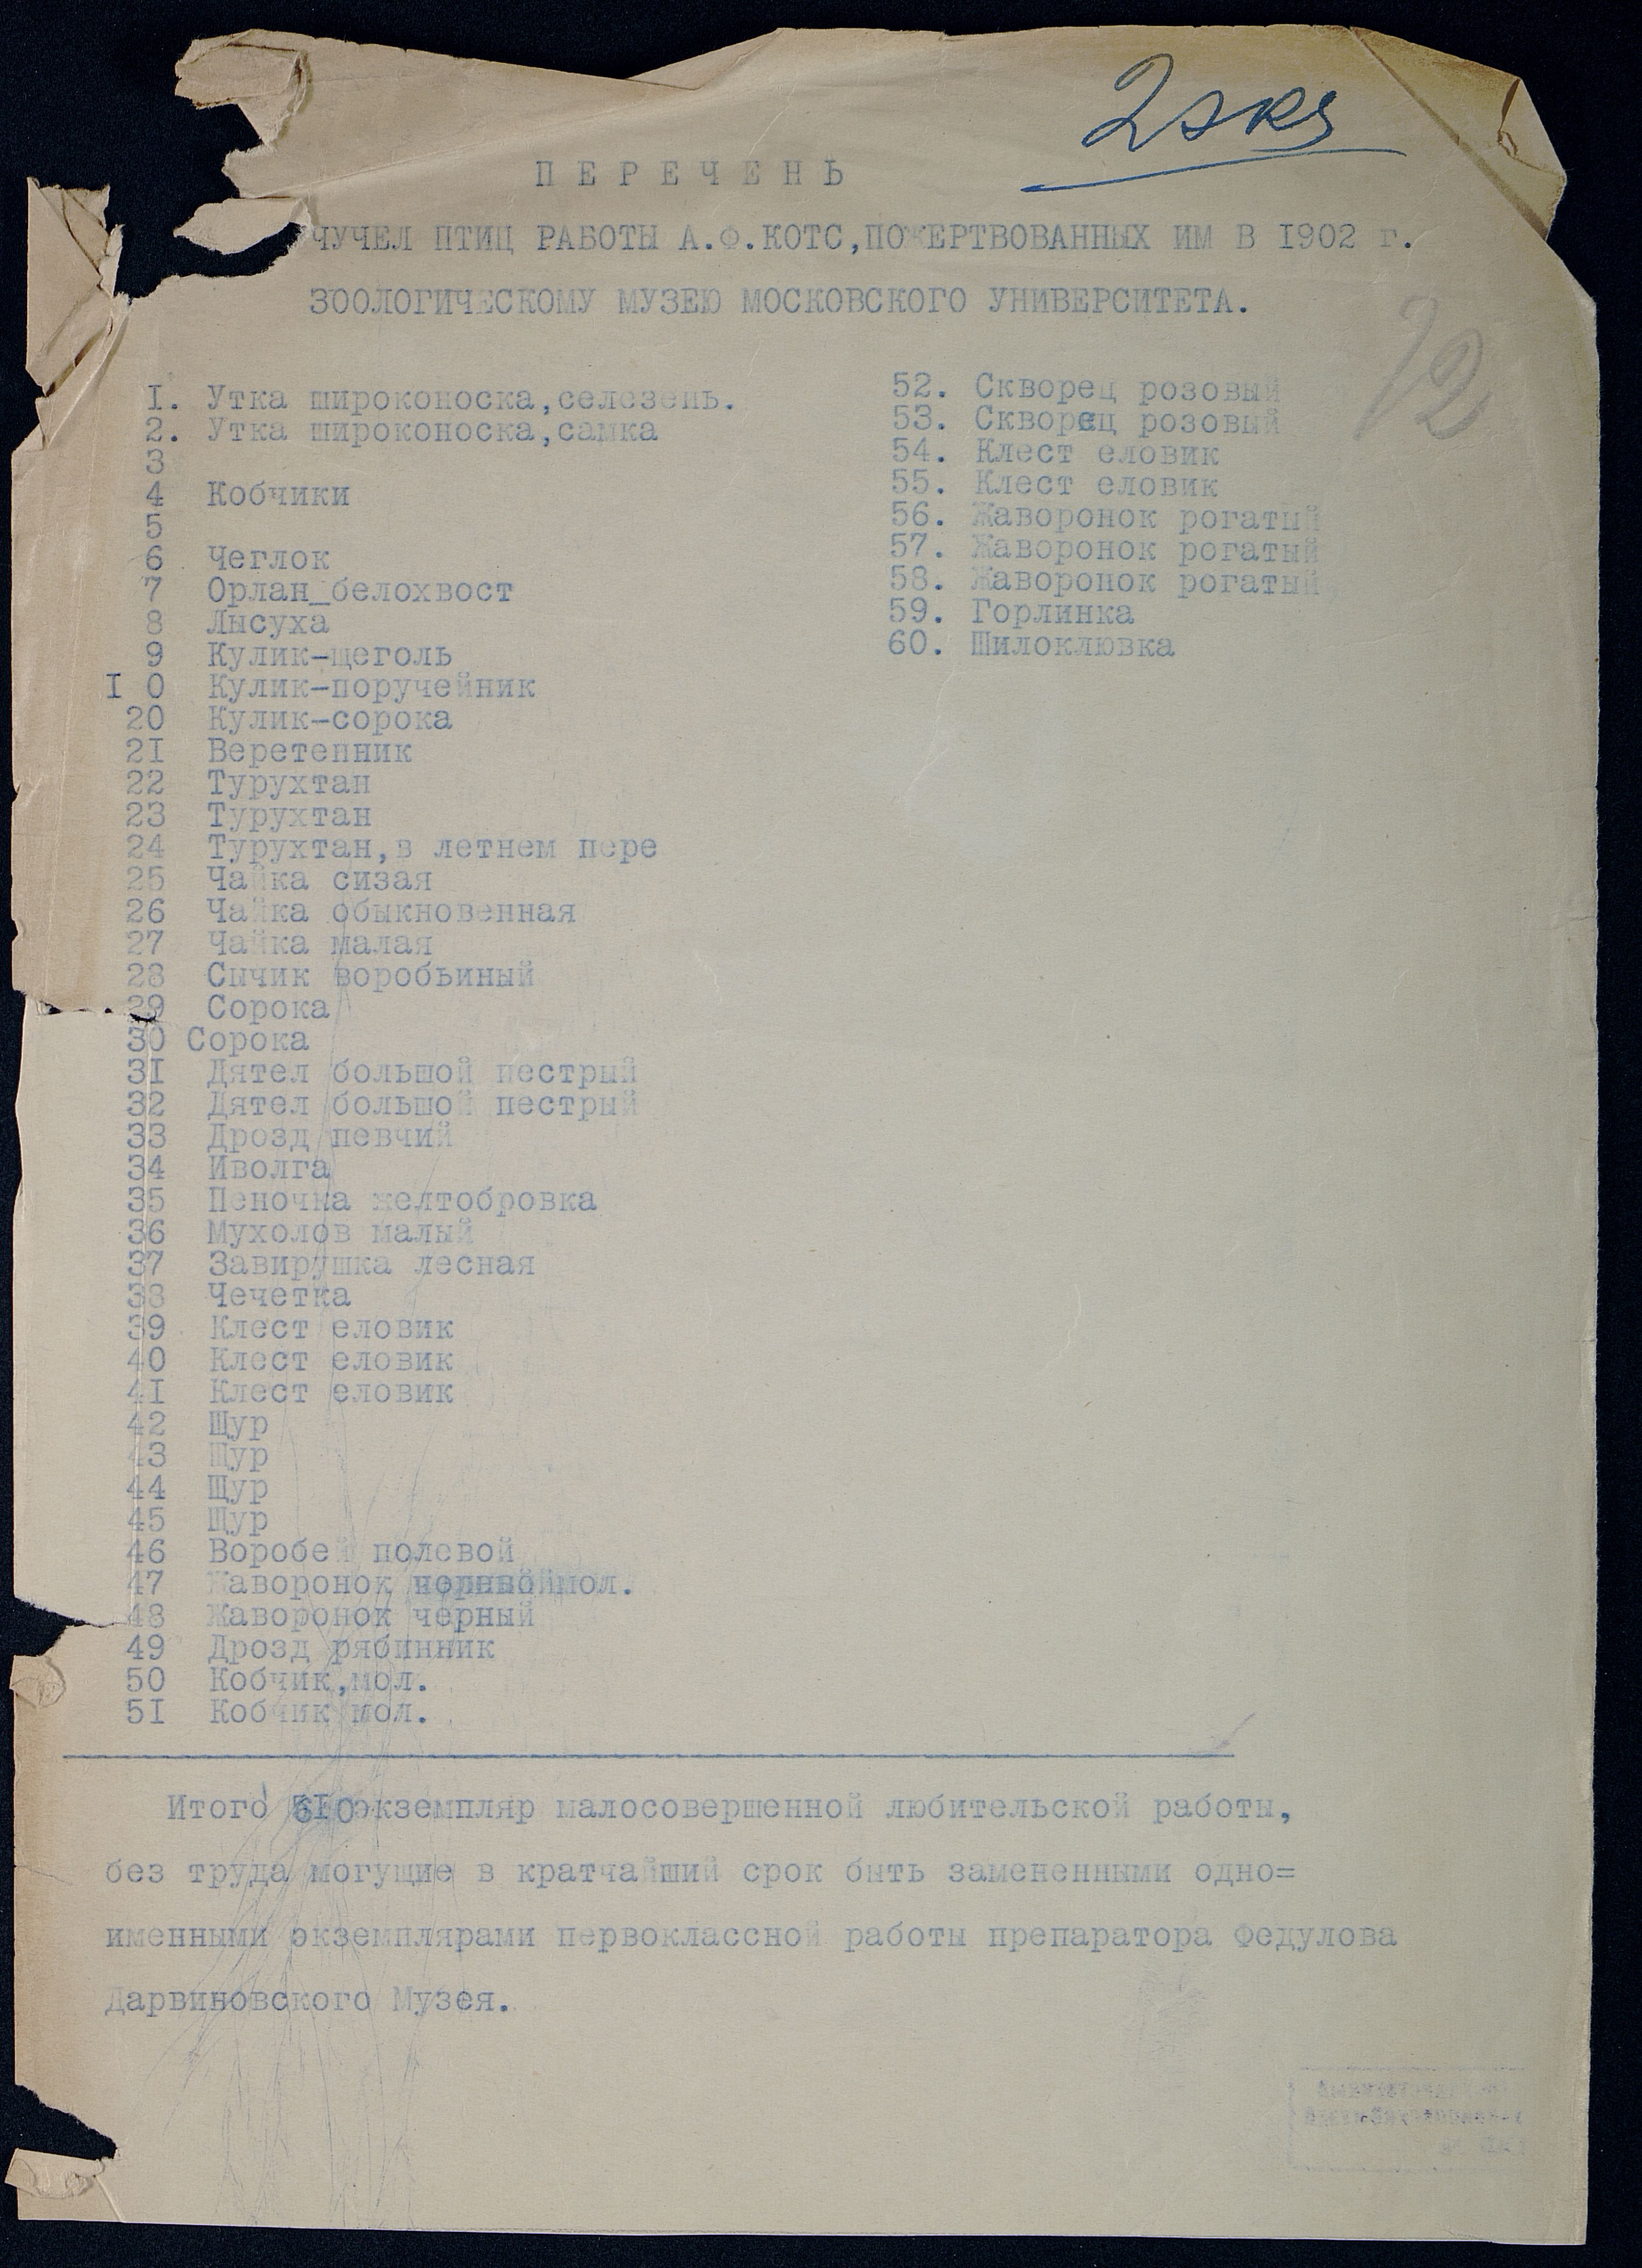 2 экз
П Е Р Е Ч Е Н Ь
ЧУЧЕЛ ПТИЦ РАБОТЫ А.Ф.КОТС,ПОЖЕРТВОВАННЫХ ИМ В I902 г.
ЗООЛОГИЧЕСКОМУ МУЗЕЮ МОСКОВСКОГО УНИВЕРСИТЕТА.
12
I. Утка широконоска,селезень.
2. Утка широконоска,самка
3
4 Кобчики
5
6 Чеглок
7 Орлан_белохвост
8 Лысуха
9 Кулик-щеголь
I 0 Кулик-поручейник
20 Кулик-сорока
2I Веретенник
22 Турухтан
23 Турухтан
24 Турухтан,в летнем пере
25 Чайка сизая
26 Чайка обыкновенная
27 Чайка малая
28 Сычик воробьиный
29 Сорока
30 Сорока
3I Дятел большой пестрый
32 Дятел большой пестрый
33 Дрозд певчий
34 Иволга
35 Пеночка желтобровка
36 Мухолов малый
37 Завирушка лесная
38 Чечетка
39 Клест еловик
40 Клест еловик
4I Клест еловик
42 Щур
43 Щур
44 Щур
45 Щур
46 Воробей полевой
47 Жаворонок мол.
48 Жаворонок черный
49 Дрозд рябинник
50 Кобчик,мол.
5I Кобчик мол.
52. Скворец розовый
53. Скворец розовый
54. Клест еловик
55. Клест еловик
56. Жаворонок рогатый
57. Жаворонок рогатый
58. Жаворонок рогатый
59. Горлинка
60. Шилоклювка
Итого 60 экземпляр малосовершенной любительской работы,
без труда могущие в кратчайший срок быть замененными одно=
именными экземплярами первоклассной работы препаратора Федулова
Дарвиновского Музея.